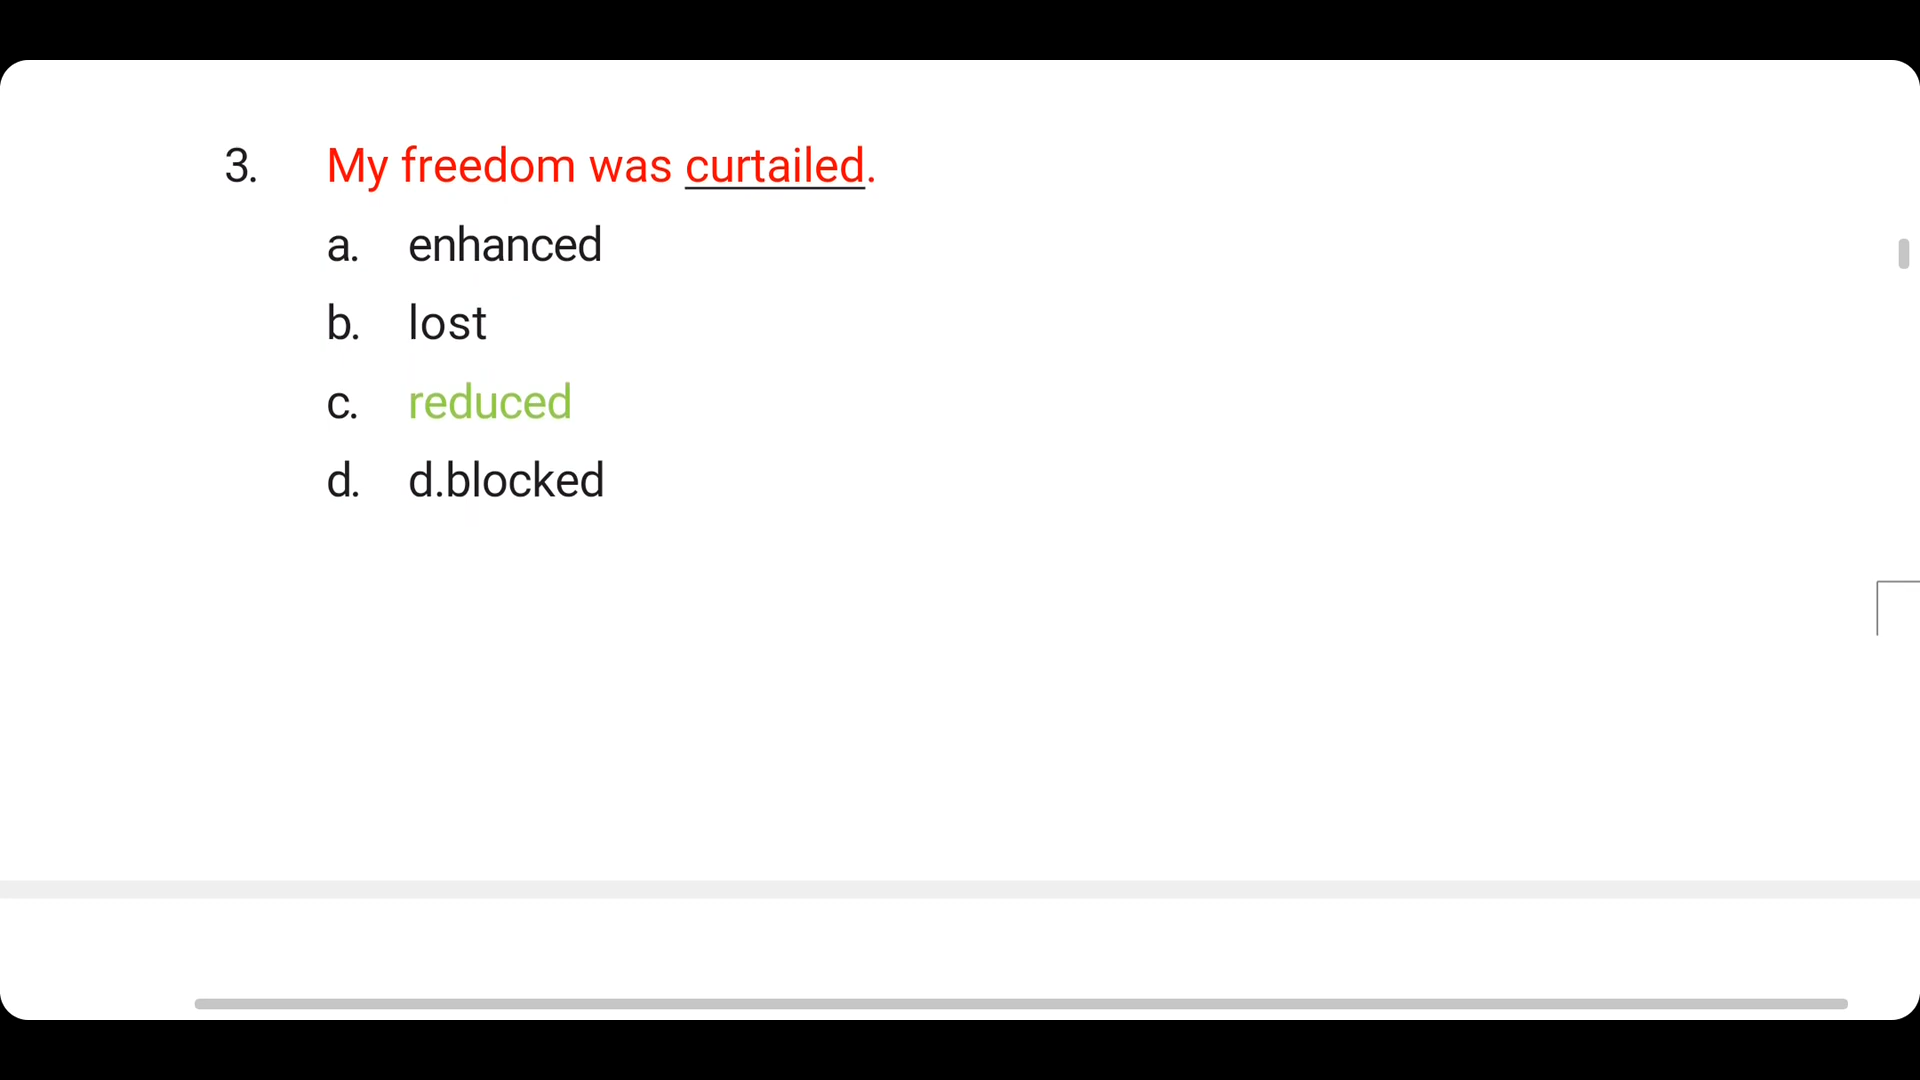 3. My freedom was curtailed.
a. enhanced
b. lost
c. reduced
d. d.blocked